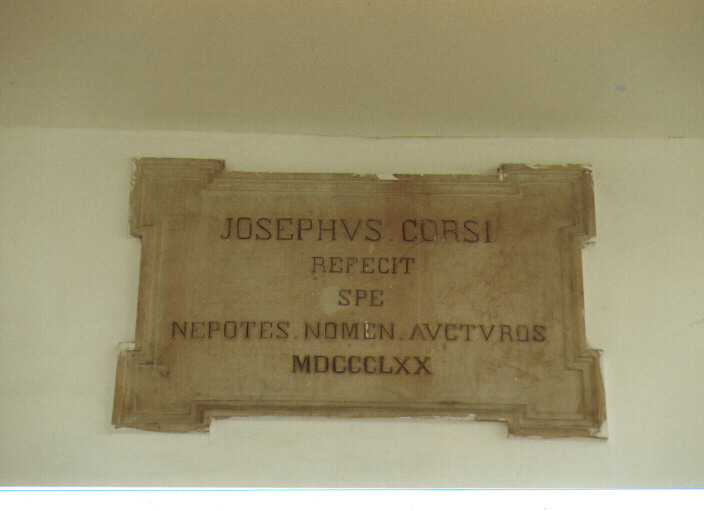 JOSEPHVS . CORSI
REFECIT
SPE
NEPOTES . NOMEN . AVCTVROS
MDCCCLXX